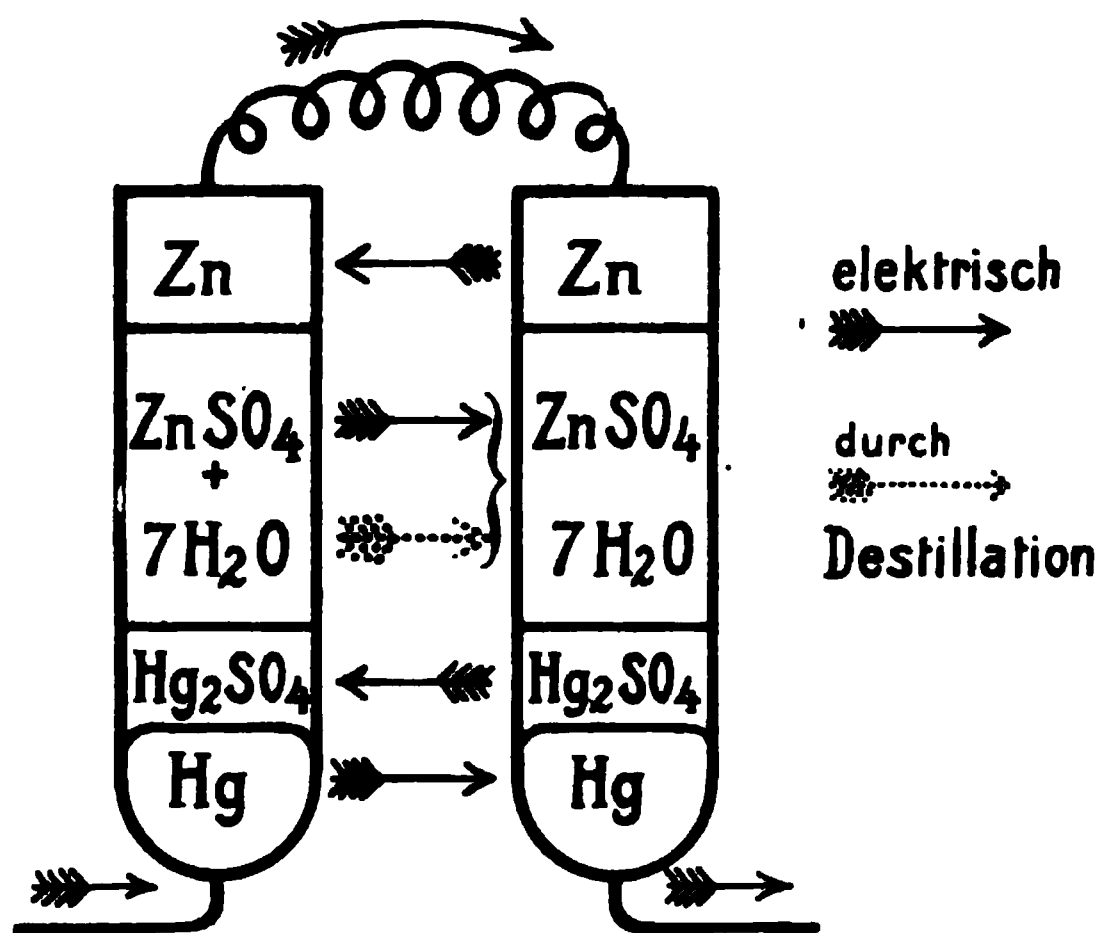 Zn
ZnSO4
+
7H2O
Hg2SO4
Hg
Zn
ZnSO4
7H2O
Hg2SO4
Hg
elektrisch
durch
Destillation